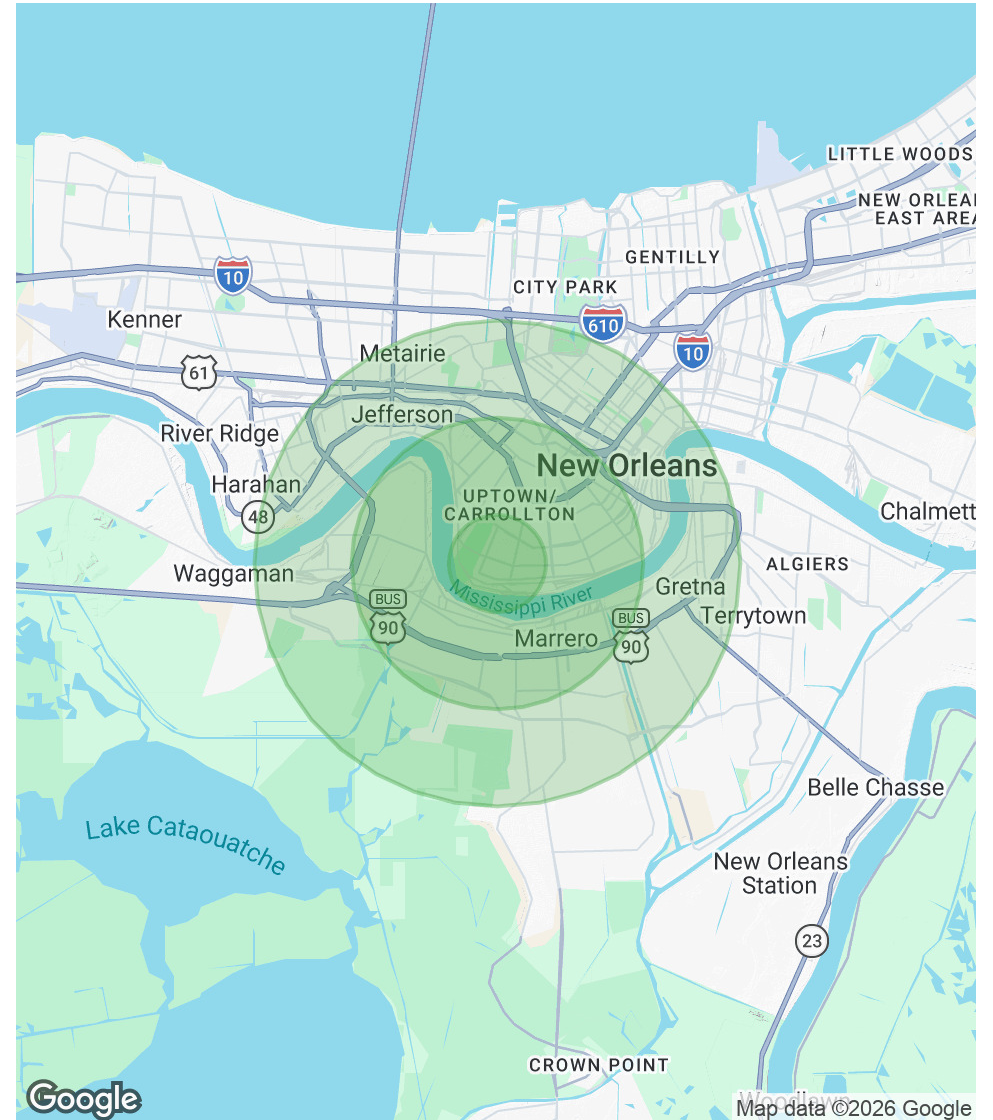 LITTLE WOODS
NEW ORLEA
EAST AREA
GENTILLY
CITY PARK
10
610
Kenner
10
Metairie
61
Jefferson
River Ridge
New Orleans
Harahan
UPTOWN/
CARROLLTON
48
Chalmett
Waggaman
ALGIERS
Gretna
BUS
90
Mississippi River
BUS
90
Terrytown
Marrero
Belle Chasse
Lake Cataouatche
New Orleans
Station
23
CROWN POINT
Google
Woodlawn
Map data ©2026 Google